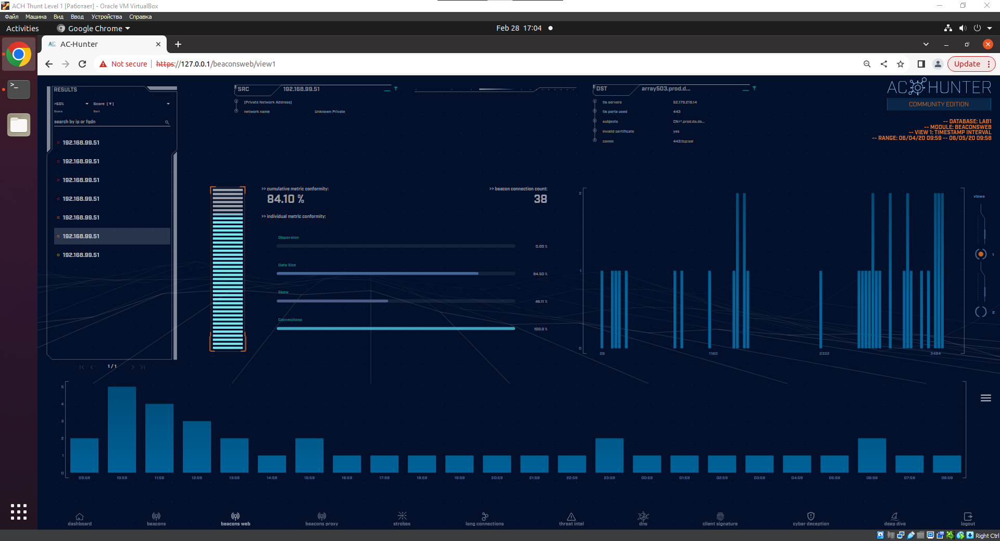 ACH Thunt Level 1 [Работает] - Oracle VM VirtualBox
Файл Машина Вид Ввод Устройства Справка
Activities Google Chrome Feb 28 17:04
AC-Hunter
Not secure https://127.0.0.1/beaconsweb/view1
RESULTS
>50% Score [▼]
Score Sort
search by ip or fqdn
192.168.99.51
192.168.99.51
192.168.99.51
192.168.99.51
192.168.99.51
192.168.99.51
192.168.99.51
1 / 1
SRC 192.168.99.51
[Private Network Address]
network name Unknown Private
DST array503.prod.d...
tls servers 52.179.219.14
tls ports used 443
subjects CN=*.prod.do.ds...
invalid certificate yes
comm 443:tcp:ssl
AC HUNTER
COMMUNITY EDITION
-- DATABASE: LAB1
-- MODULE: BEACONSWEB
-- VIEW 1: TIMESTAMP INTERVAL
-- RANGE: 06/04/20 09:59 -- 06/05/20 09:58
>> cumulative metric conformity:
84.10 %
>> beacon connection count:
38
>> individual metric conformity:
Dispersion
0.00 %
Data Size
84.50 %
Skew
46.11 %
Connections
100.0 %
2
1
0
28 1180 2332 3484
views
1
2
5
4
3
2
1
0
09:59 10:59 11:59 12:59 13:59 14:59 15:59 16:59 17:59 18:59 19:59 20:59 21:59 22:59 23:59 00:59 01:59 02:59 03:58 04:58 05:58 06:58 07:58 08:58
dashboard beacons beacons web beacons proxy strobes long connections threat intel dns client signature cyber deception deep dive logout
Update
Right Ctrl